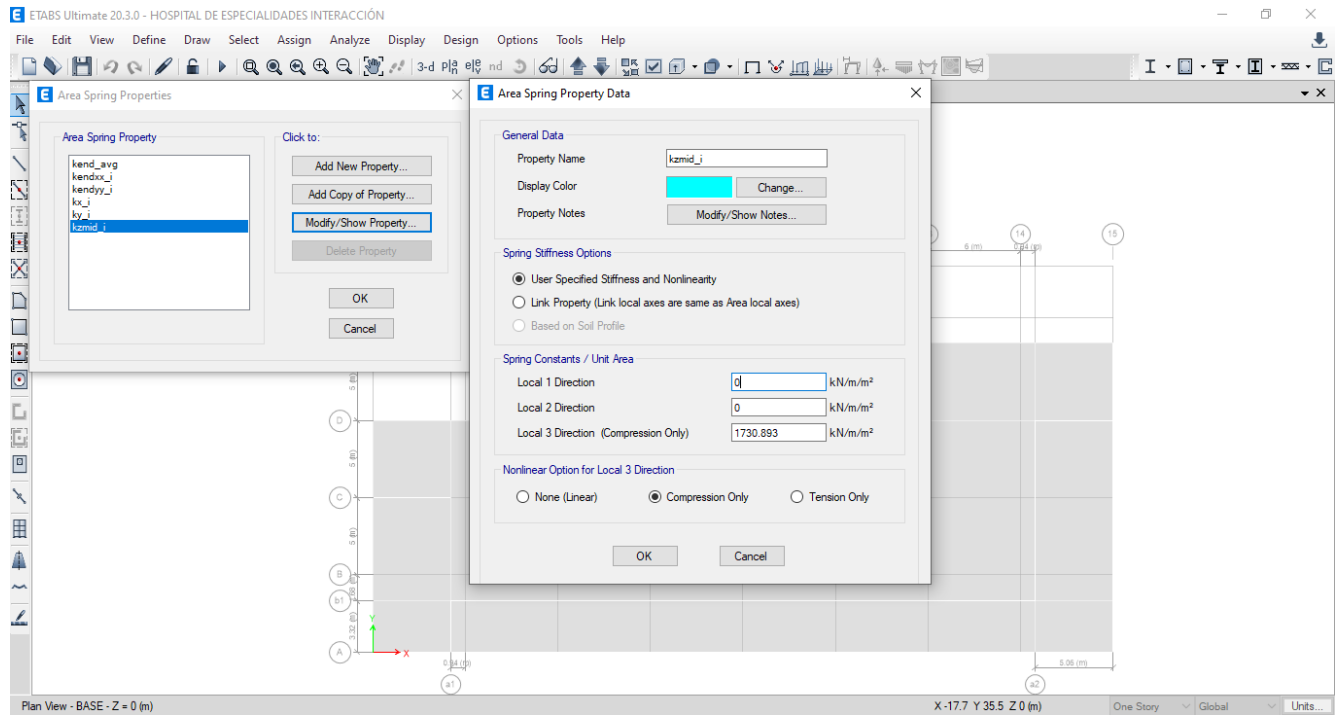 ETABS Ultimate 20.3.0 - HOSPITAL DE ESPECIALIDADES INTERACCIÓN
File Edit View Define Draw Select Assign Analyze Display Design Options Tools Help
3-d nd
Area Spring Properties
Area Spring Property
kend_avg
kendxx_i
kendyy_i
kx_i
ky_i
kzmid_i
Click to:
Add New Property...
Add Copy of Property...
Modify/Show Property...
Delete Property
OK
Cancel
Area Spring Property Data
General Data
Property Name kzmid_i
Display Color Change...
Property Notes Modify/Show Notes...
Spring Stiffness Options
User Specified Stiffness and Nonlinearity
Link Property (Link local axes are same as Area local axes)
Based on Soil Profile
Spring Constants / Unit Area
Local 1 Direction 0 kN/m/m²
Local 2 Direction 0 kN/m/m²
Local 3 Direction (Compression Only) 1730.893 kN/m/m²
Nonlinear Option for Local 3 Direction
None (Linear) Compression Only Tension Only
OK Cancel
14 15
6 (m)
5 (m)
D
5 (m)
C
5 (m)
B
b1
3.32 (m)
Y
A X
5.06 (m)
a1 a2
Plan View - BASE - Z = 0 (m) X -17.7 Y 35.5 Z 0 (m) One Story Global Units...